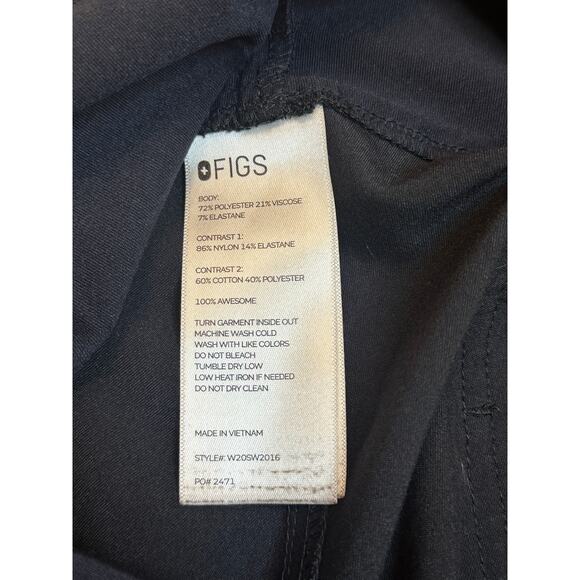 FIGS
BODY:
72% POLYESTER 21% VISCOSE
7% ELASTANE
CONTRAST 1:
86% NYLON 14% ELASTANE
CONTRAST 2:
60% COTTON 40% POLYESTER
100% AWESOME
TURN GARMENT INSIDE OUT
MACHINE WASH COLD
WASH WITH LIKE COLORS
DO NOT BLEACH
TUMBLE DRY LOW
LOW HEAT IRON IF NEEDED
DO NOT DRY CLEAN
MADE IN VIETNAM
STYLE#: W20SW2016
PO# 2471